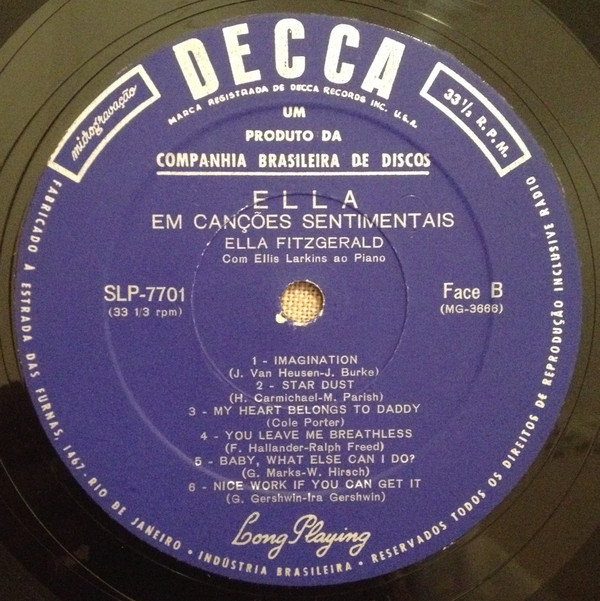 DECCA
MARCA REGISTRADA DE DECCA RECORDS INC. U.S.A.
microgravação
33 1/3 R.P.M.
UM
PRODUTO DA
COMPANHIA BRASILEIRA DE DISCOS
ELLA
EM CANÇÕES SENTIMENTAIS
ELLA FITZGERALD
Com Ellis Larkins ao Piano
SLP-7701
(33 1/3 rpm)
Face B
(MG-3668)
1 - IMAGINATION
(J. Van Heusen-J. Burke)
2 - STAR DUST
(H. Carmichael-M. Parish)
3 - MY HEART BELONGS TO DADDY
(Cole Porter)
4 - YOU LEAVE ME BREATHLESS
(F. Hallander-Ralph Freed)
5 - BABY, WHAT ELSE CAN I DO?
(G. Marks-W. Hirsch)
6 - NICE WORK IF YOU CAN GET IT
(G. Gershwin-Ira Gershwin)
Long Playing
FABRICADO À ESTRADA DAS FURNAS, 1467, RIO DE JANEIRO • INDÚSTRIA BRASILEIRA • RESERVADOS TODOS OS DIREITOS DE REPRODUÇÃO INCLUSIVE RADIO